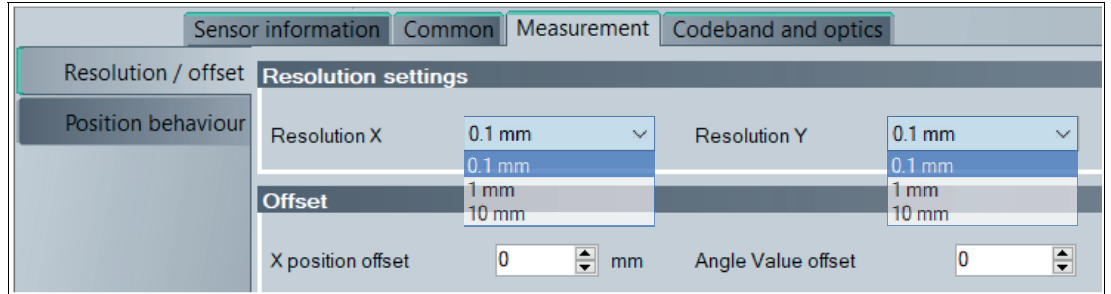 Sensor information Common Measurement Codeband and optics
Resolution / offset Resolution settings
Position behaviour
Resolution X 0.1 mm Resolution Y 0.1 mm
0.1 mm 0.1 mm
1 mm 1 mm
Offset
10 mm 10 mm
X position offset 0 mm Angle Value offset 0